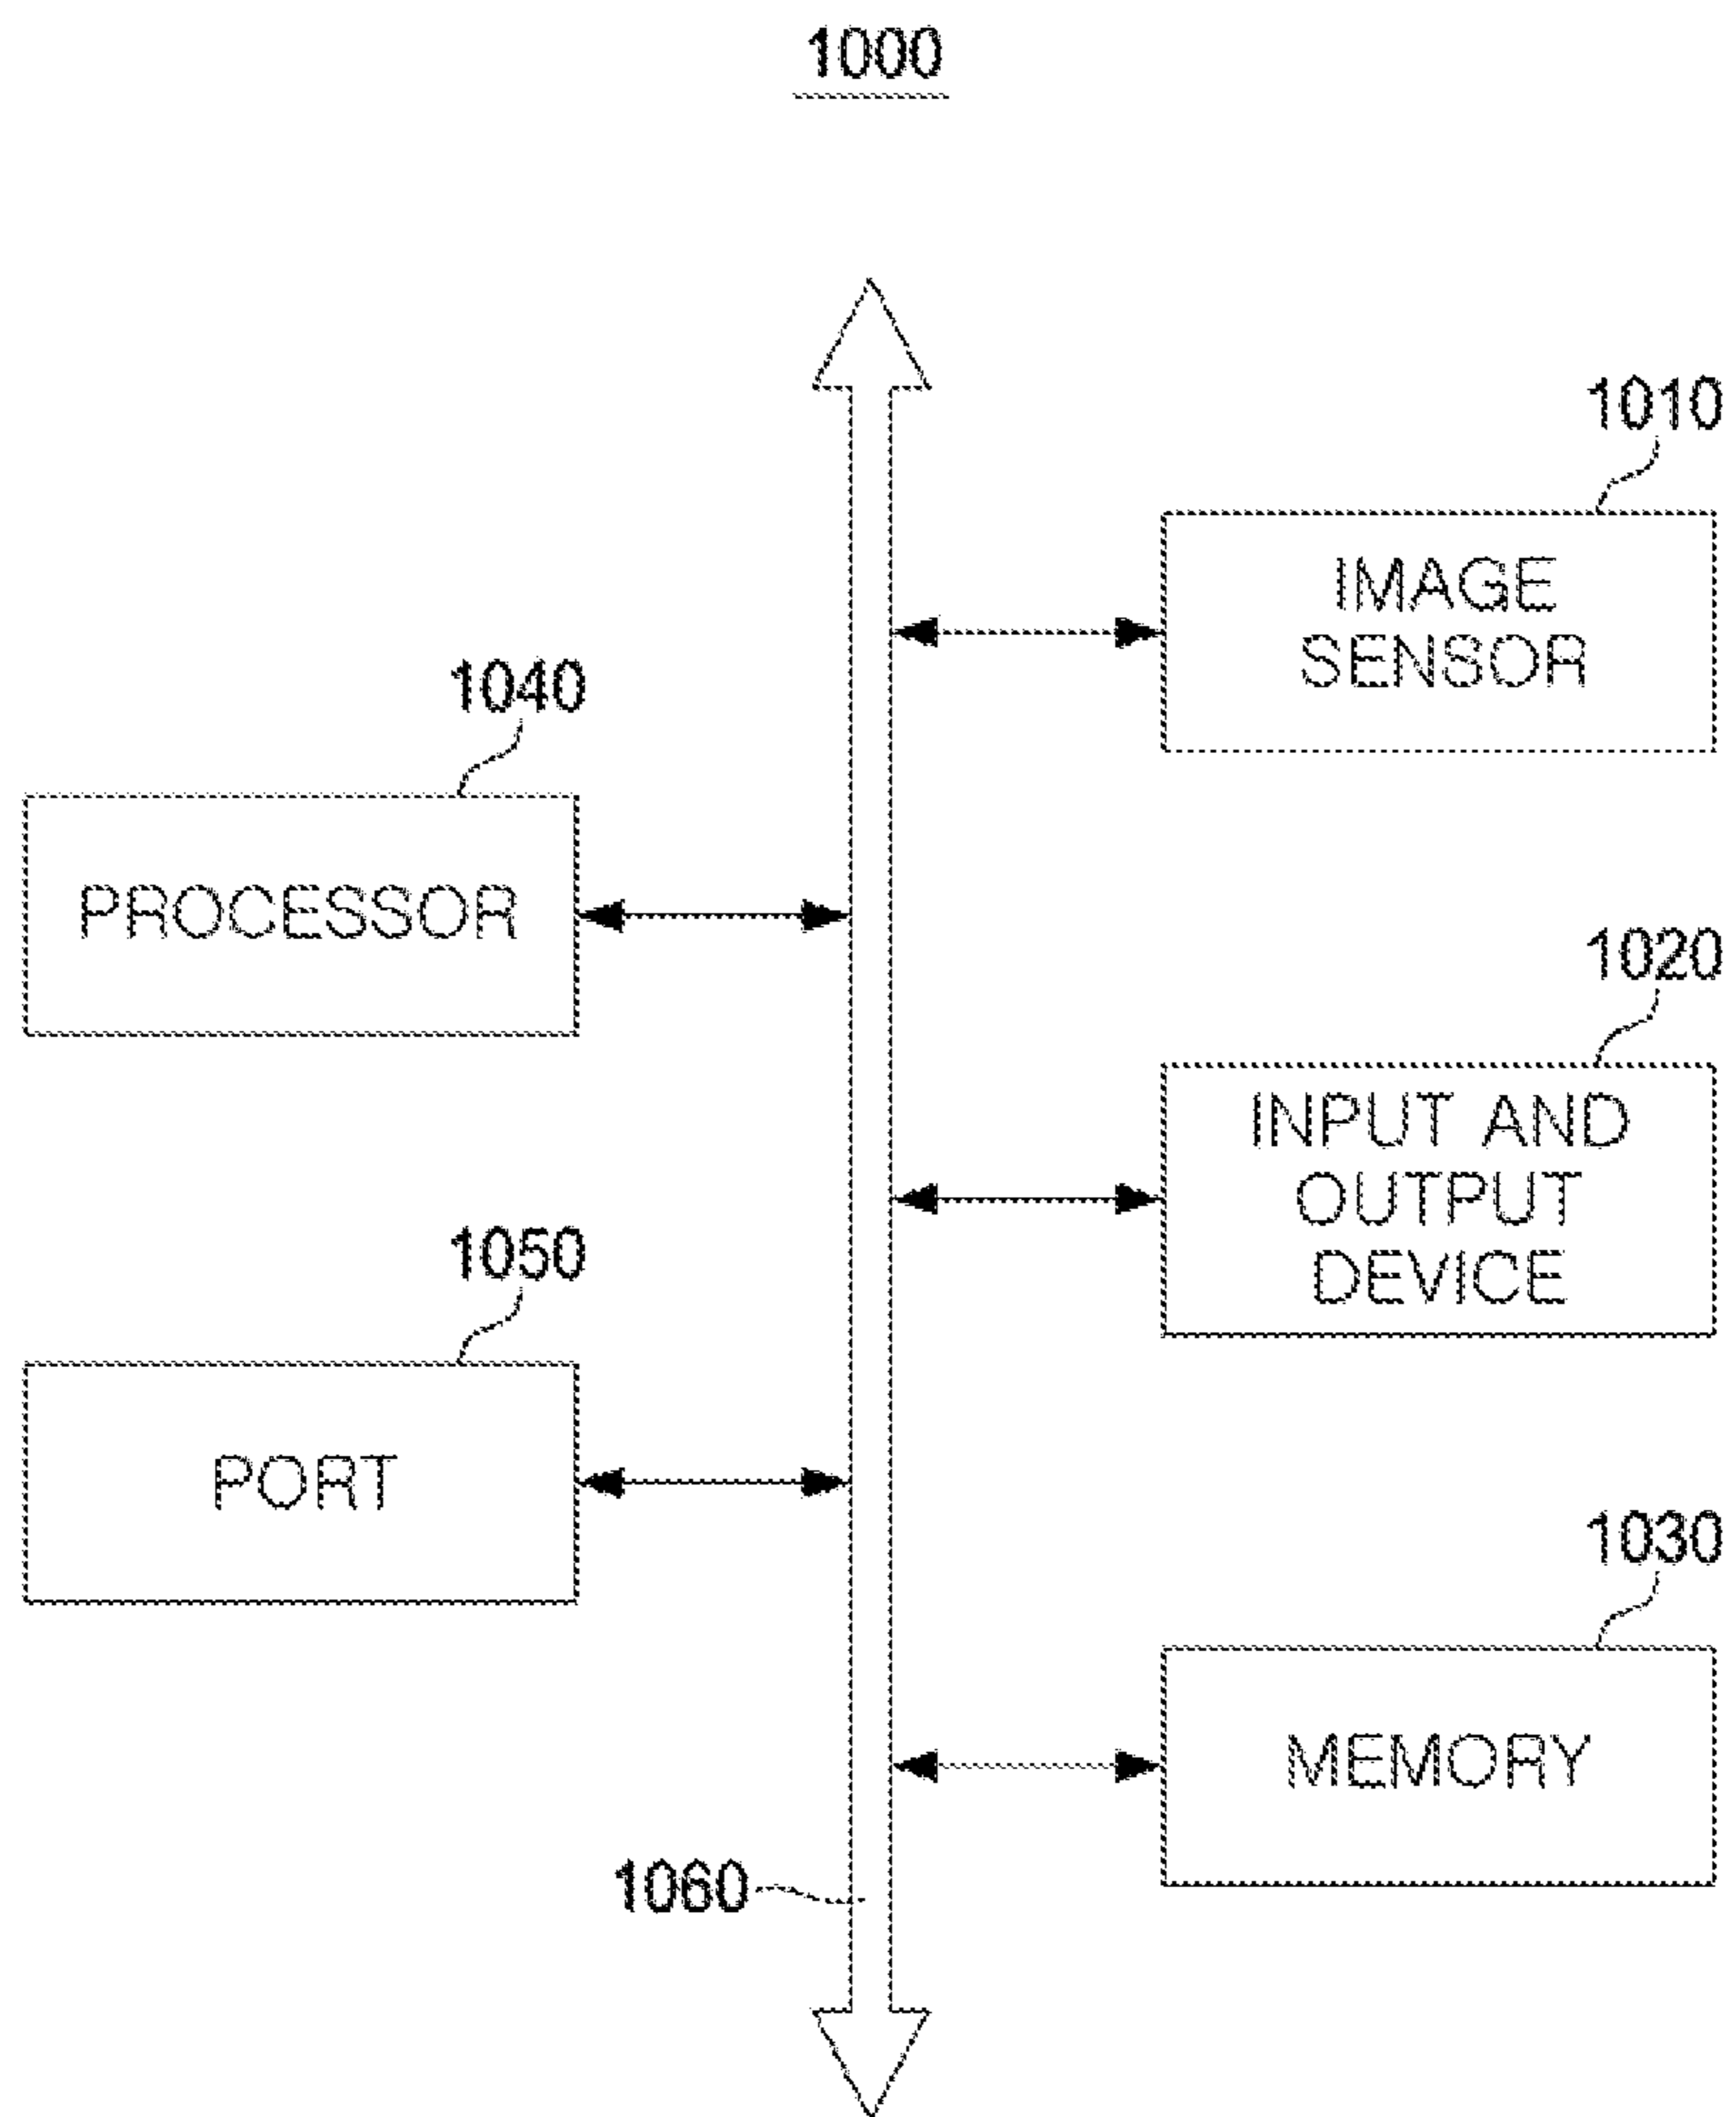 1000
1010
IMAGE
SENSOR
1040
PROCESSOR
1020
INPUT AND
OUTPUT
DEVICE
1050
PORT
1030
MEMORY
1060